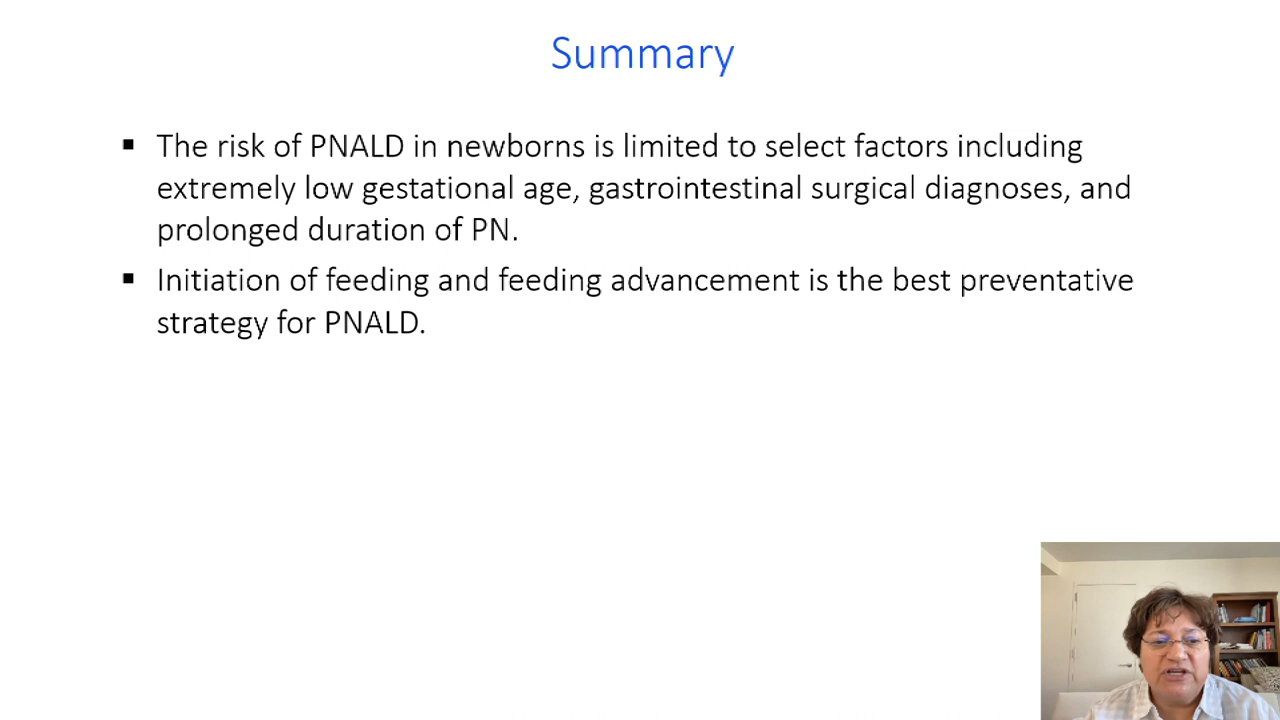 Summary
▪ The risk of PNALD in newborns is limited to select factors including
extremely low gestational age, gastrointestinal surgical diagnoses, and
prolonged duration of PN.
▪ Initiation of feeding and feeding advancement is the best preventative
strategy for PNALD.